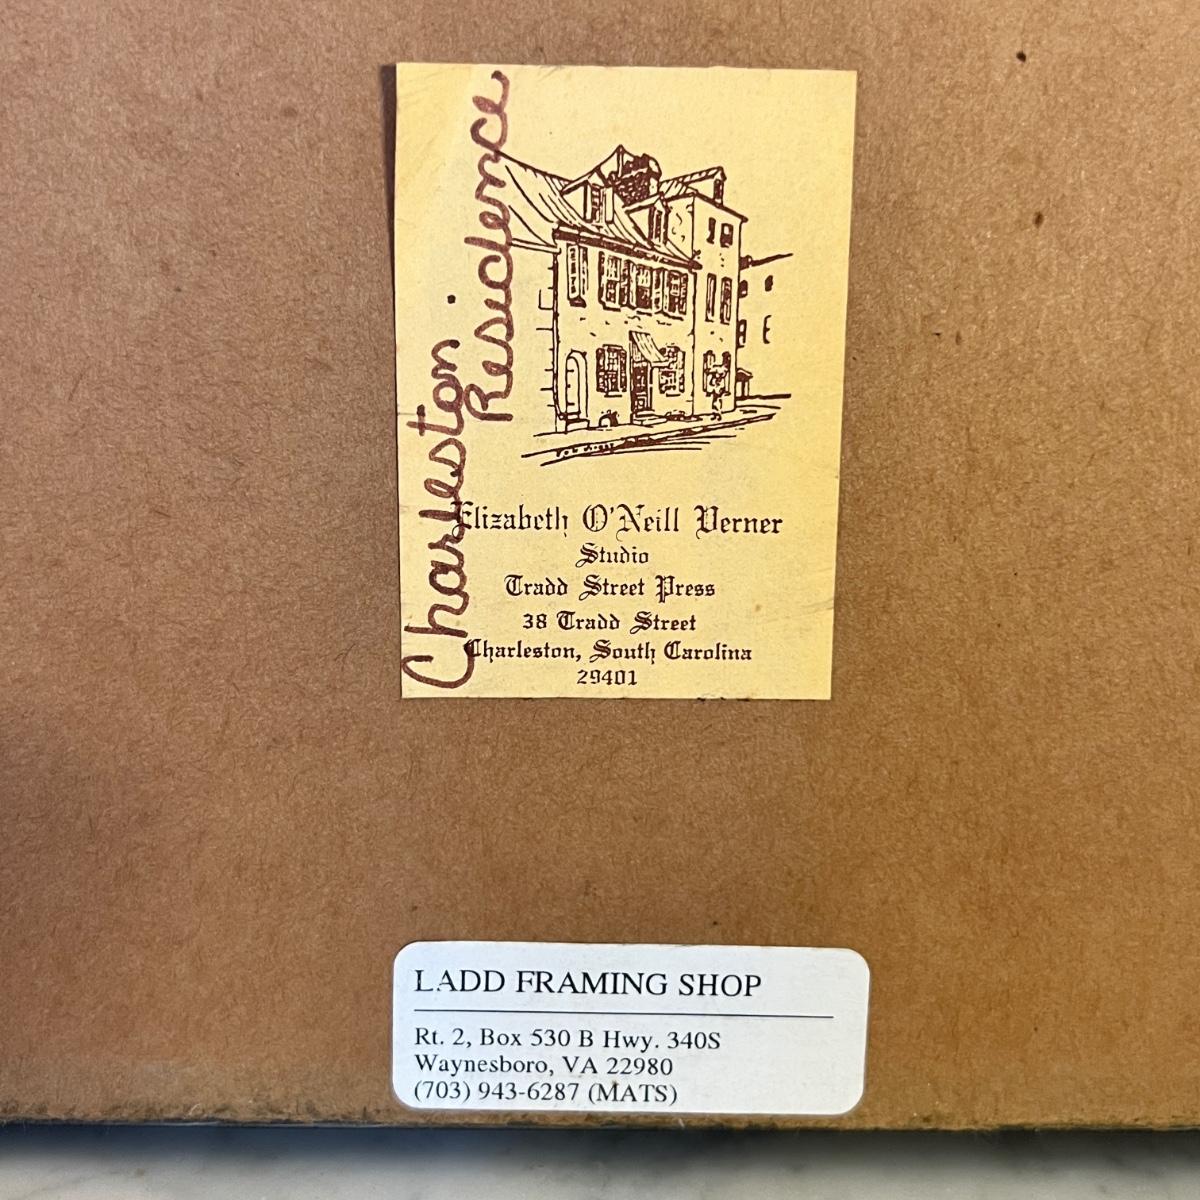 Charleston
Residence
Elizabeth O'Neill Verner
Studio
Tradd Street Press
38 Tradd Street
Charleston, South Carolina
29401
LADD FRAMING SHOP
Rt. 2, Box 530 B Hwy. 340S
Waynesboro, VA 22980
(703) 943-6287 (MATS)